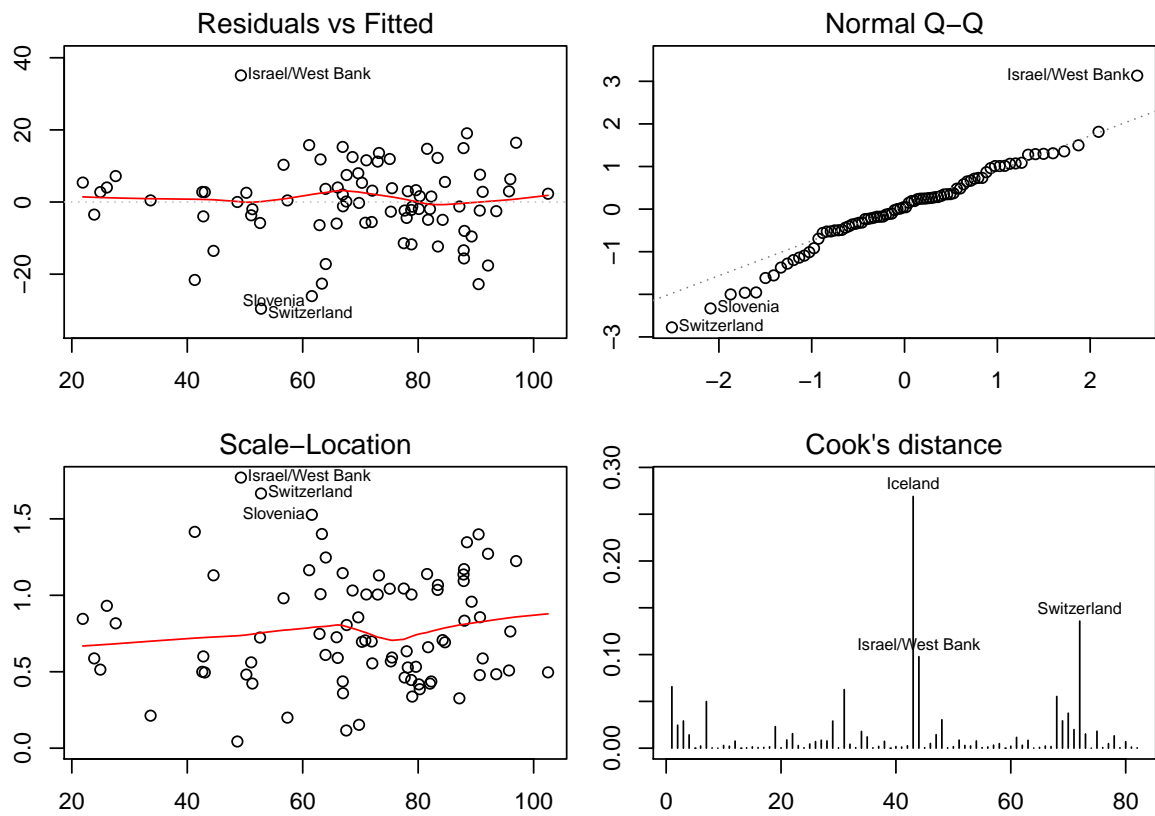 Residuals vs Fitted
40
20
0
−20
Israel/West Bank
Slovenia
Switzerland
20 40 60 80 100
Normal Q−Q
3
2
1
0
−1
−3
Israel/West Bank
Slovenia
Switzerland
−2 −1 0 1 2
Scale−Location
1.5
1.0
0.5
0.0
Israel/West Bank
Switzerland
Slovenia
20 40 60 80 100
Cook's distance
0.30
0.20
0.10
0.00
Iceland
Switzerland
Israel/West Bank
0 20 40 60 80